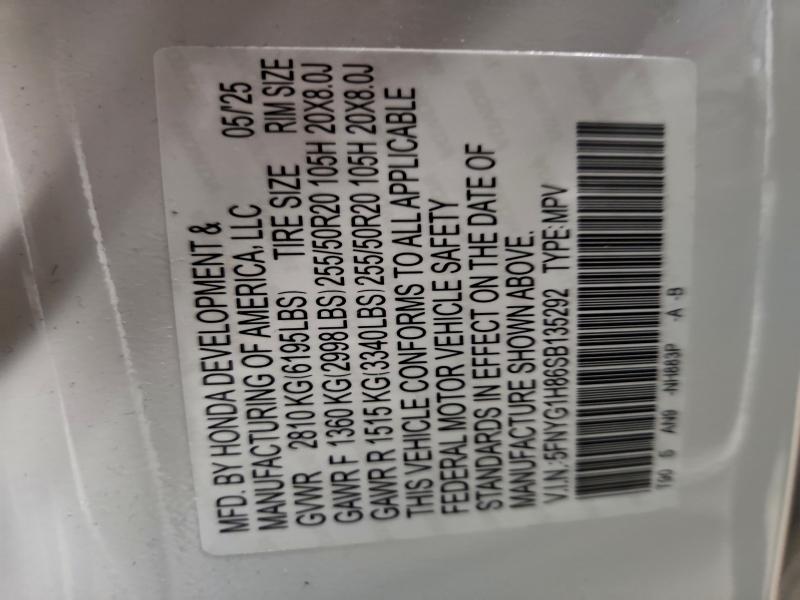 MFD. BY HONDA DEVELOPMENT &
MANUFACTURING OF AMERICA, LLC 05/25
GVWR 2810 KG(6195LBS) TIRE SIZE RIM SIZE
GAWR F 1360 KG(2998LBS) 255/50R20 105H 20X8.0J
GAWR R 1515 KG(3340LBS) 255/50R20 105H 20X8.0J
THIS VEHICLE CONFORMS TO ALL APPLICABLE
FEDERAL MOTOR VEHICLE SAFETY
STANDARDS IN EFFECT ON THE DATE OF
MANUFACTURE SHOWN ABOVE.
V.I.N.: 5FNYG1H86SB135292 TYPE:MPV
T90 5 AN9 -NH883P -A -B